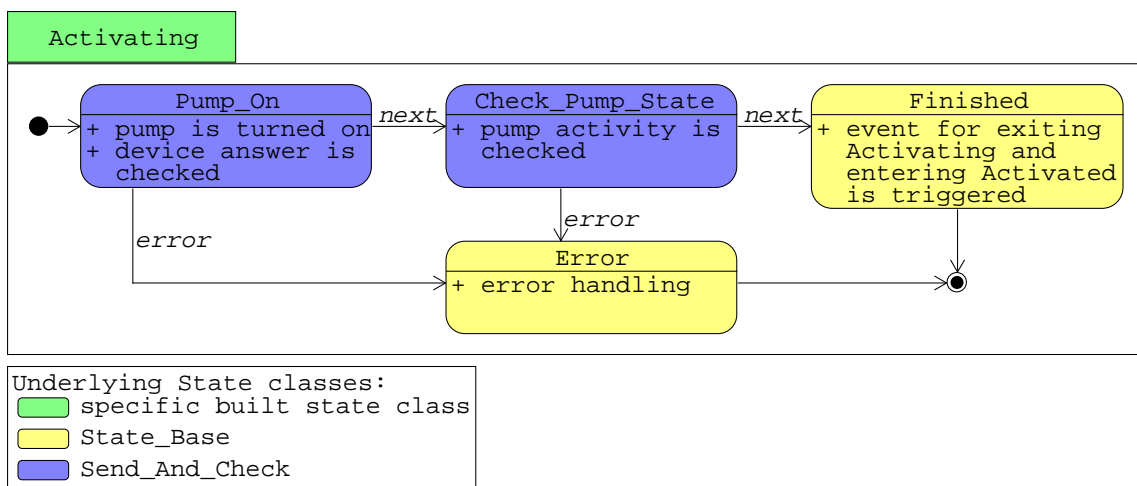 Activating
Pump_On
+ pump is turned on
+ device answer is
checked
next
Check_Pump_State
+ pump activity is
checked
next
Finished
+ event for exiting
Activating and
entering Activated
is triggered
error
error
Error
+ error handling
Underlying State classes:
specific built state class
State_Base
Send_And_Check